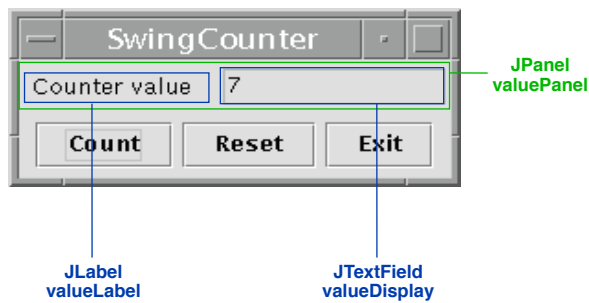 SwingCounter
JPanel
valuePanel
Counter value
7
Count Reset Exit
JLabel
valueLabel
JTextField
valueDisplay